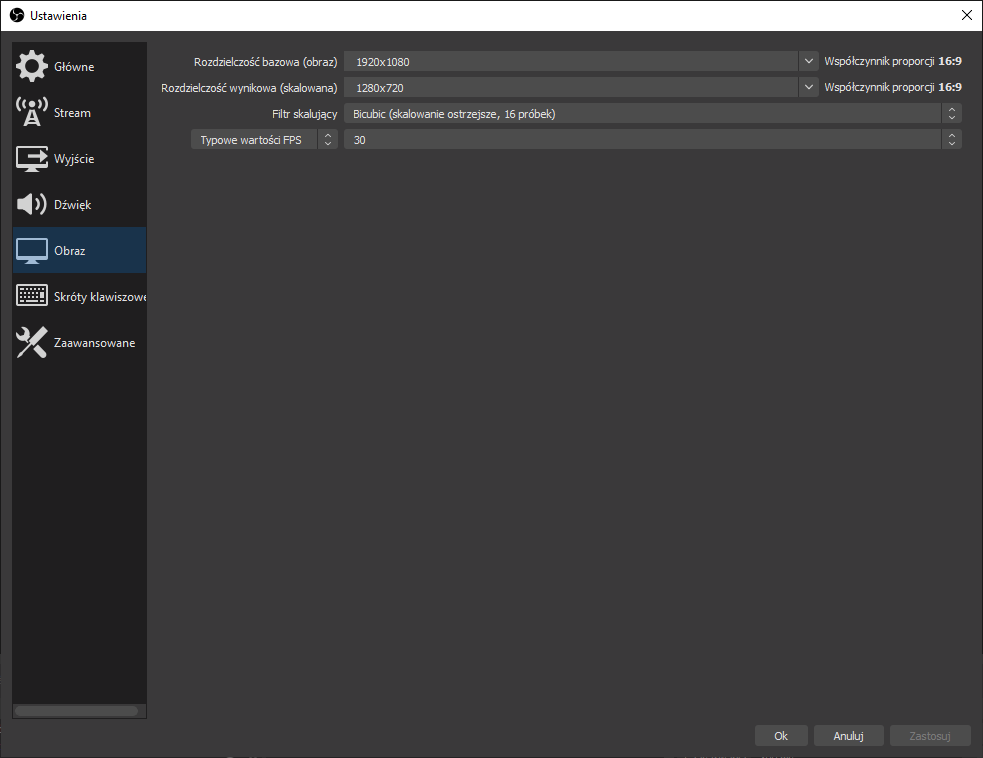 Ustawienia
Główne
Stream
Wyjście
Dźwięk
Obraz
Skróty klawiszowe
Zaawansowane
Rozdzielczość bazowa (obraz) 1920x1080 Współczynnik proporcji 16:9
Rozdzielczość wynikowa (skalowana) 1280x720 Współczynnik proporcji 16:9
Filtr skalujący Bicubic (skalowanie ostrzejsze, 16 próbek)
Typowe wartości FPS 30
Ok Anuluj Zastosuj